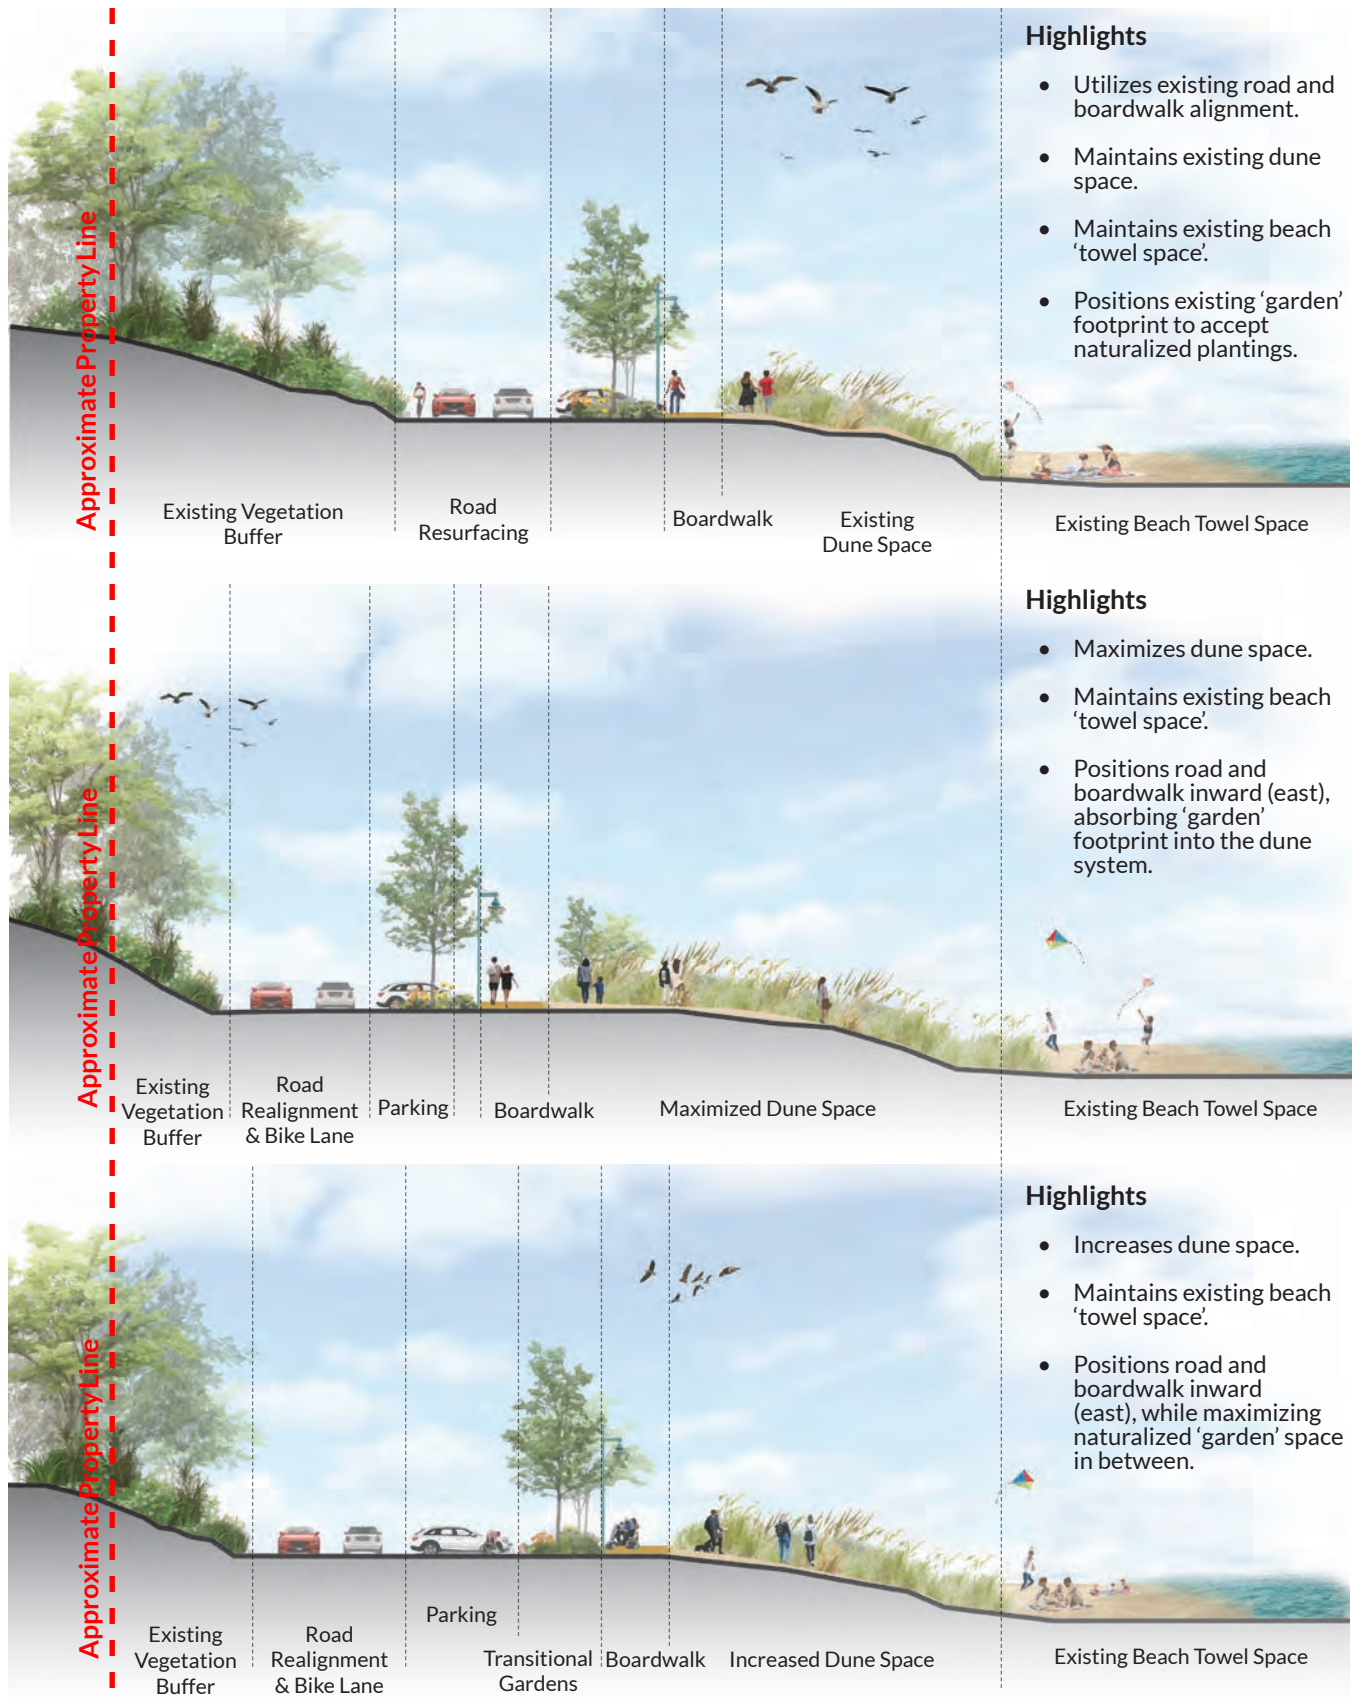 Approximate Property Line
Existing Vegetation
Buffer
Road
Resurfacing
Boardwalk
Existing
Dune Space
Existing Beach Towel Space
Highlights
• Utilizes existing road and
boardwalk alignment.
• Maintains existing dune
space.
• Maintains existing beach
‘towel space’.
• Positions existing ‘garden’
footprint to accept
naturalized plantings.
Approximate Property Line
Existing
Vegetation
Buffer
Road
Realignment
& Bike Lane
Parking
Boardwalk
Maximized Dune Space
Existing Beach Towel Space
Highlights
• Maximizes dune space.
• Maintains existing beach
‘towel space’.
• Positions road and
boardwalk inward (east),
absorbing ‘garden’
footprint into the dune
system.
Approximate Property Line
Existing
Vegetation
Buffer
Road
Realignment
& Bike Lane
Parking
Transitional
Gardens
Boardwalk
Increased Dune Space
Existing Beach Towel Space
Highlights
• Increases dune space.
• Maintains existing beach
‘towel space’.
• Positions road and
boardwalk inward
(east), while maximizing
naturalized ‘garden’ space
in between.